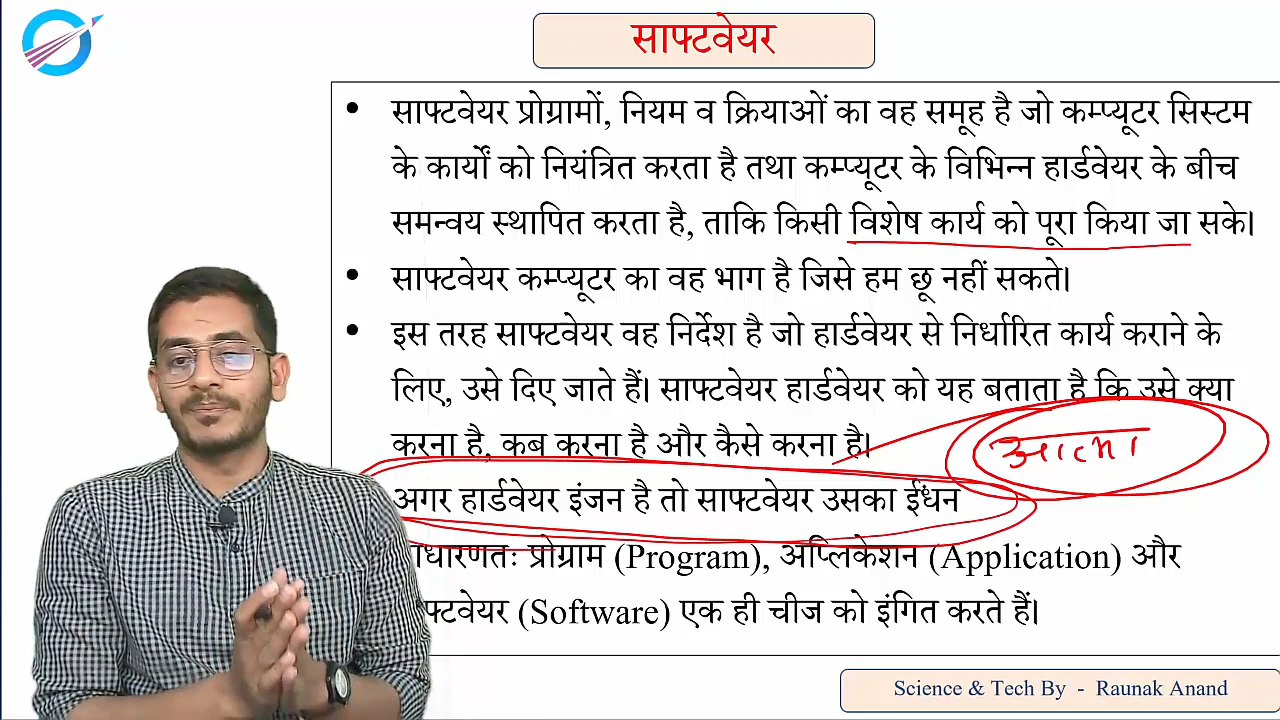 साफ्टवेयर
• साफ्टवेयर प्रोग्रामों, नियम व क्रियाओं का वह समूह है जो कम्प्यूटर सिस्टम
के कार्यों को नियंत्रित करता है तथा कम्प्यूटर के विभिन्न हार्डवेयर के बीच
समन्वय स्थापित करता है, ताकि किसी विशेष कार्य को पूरा किया जा सके।
• साफ्टवेयर कम्प्यूटर का वह भाग है जिसे हम छू नहीं सकते।
• इस तरह साफ्टवेयर वह निर्देश है जो हार्डवेयर से निर्धारित कार्य कराने के
लिए, उसे दिए जाते हैं। साफ्टवेयर हार्डवेयर को यह बताता है कि उसे क्या
करना है, कब करना है और कैसे करना है।
आत्मा
अगर हार्डवेयर इंजन है तो साफ्टवेयर उसका ईंधन
प्रोग्राम (Program), अप्लिकेशन (Application) और
(Software) एक ही चीज को इंगित करते हैं।
Science & Tech By - Raunak Anand